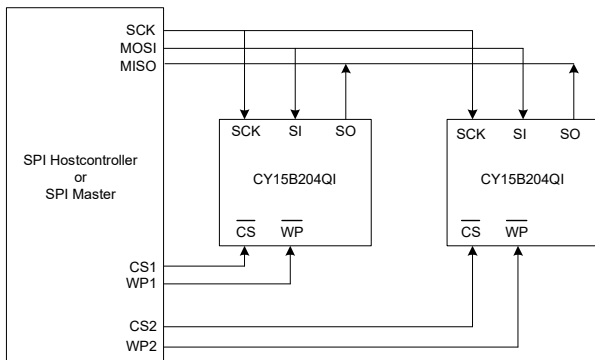 SCK
MOSI
MISO
SPI Hostcontroller
or
SPI Master
CS1
WP1
CS2
WP2
SCK SI SO
CY15B204QI
CS WP
SCK SI SO
CY15B204QI
CS WP